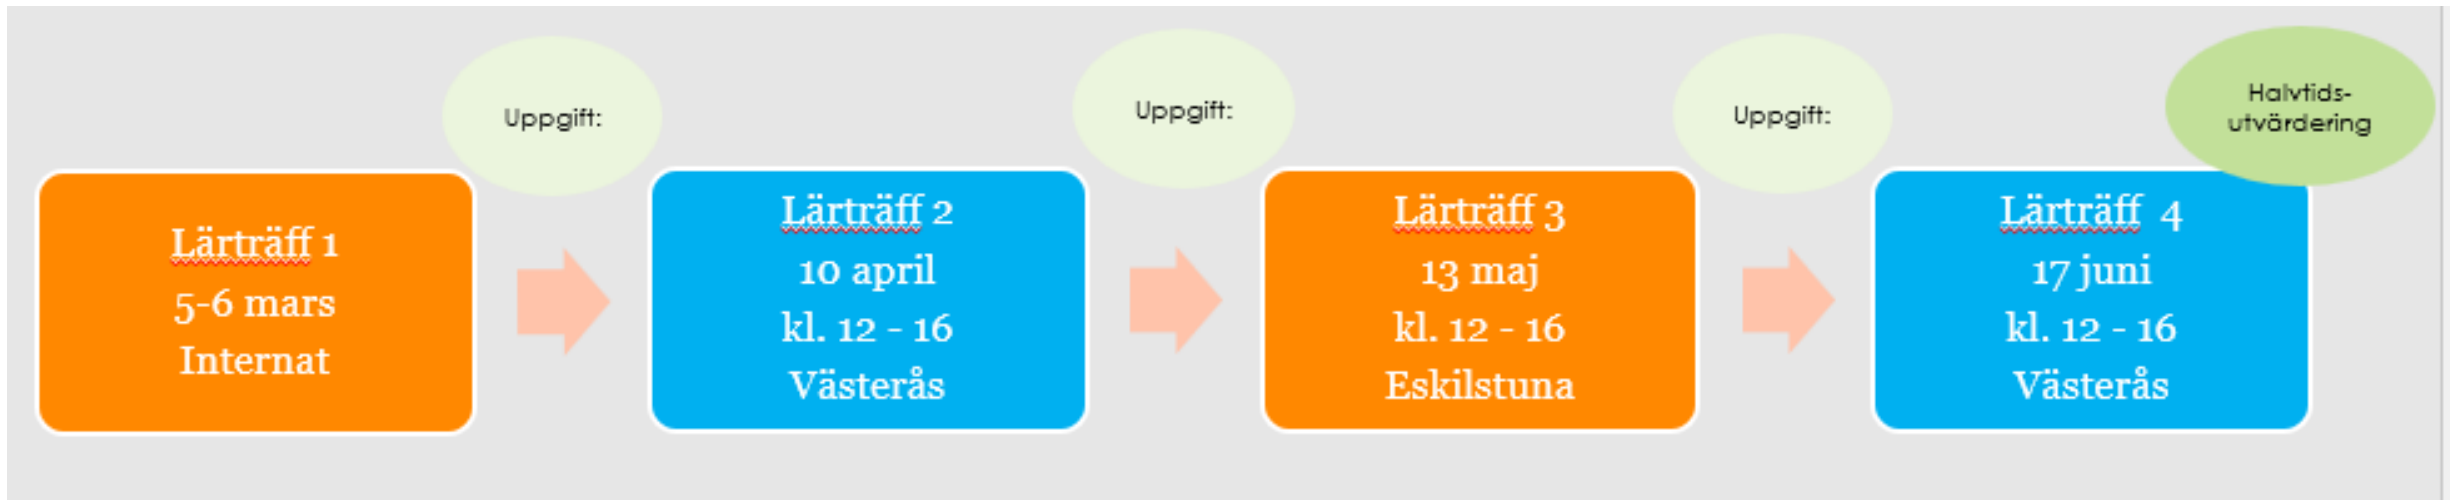 Uppgift:
Uppgift:
Uppgift:
Halvtids-
utvärdering
Lärträff 1
5-6 mars
Internat
Lärträff 2
10 april
kl. 12 - 16
Västerås
Lärträff 3
13 maj
kl. 12 - 16
Eskilstuna
Lärträff  4
17 juni
kl. 12 - 16
Västerås